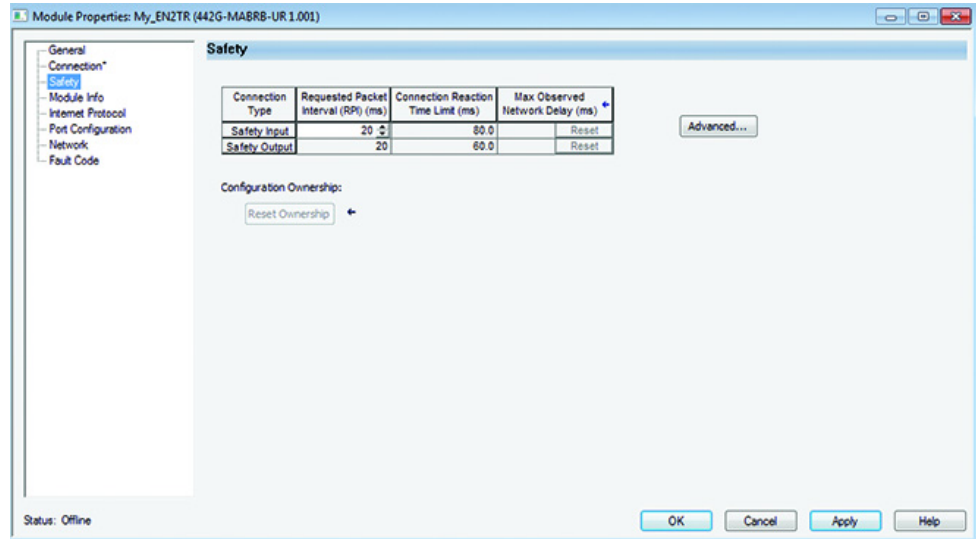 Module Properties: My_EN2TR (442G-MABRB-UR 1.001)
General
Connection*
Safety
Module Info
Internet Protocol
Port Configuration
Network
Fault Code
Safety
Connection Type Requested Packet Interval (RPI) (ms) Connection Reaction Time Limit (ms) Max Observed Network Delay (ms)
Safety Input 20 80.0 Reset
Safety Output 20 60.0 Reset
Advanced...
Configuration Ownership:
Reset Ownership
Status: Offline
OK Cancel Apply Help